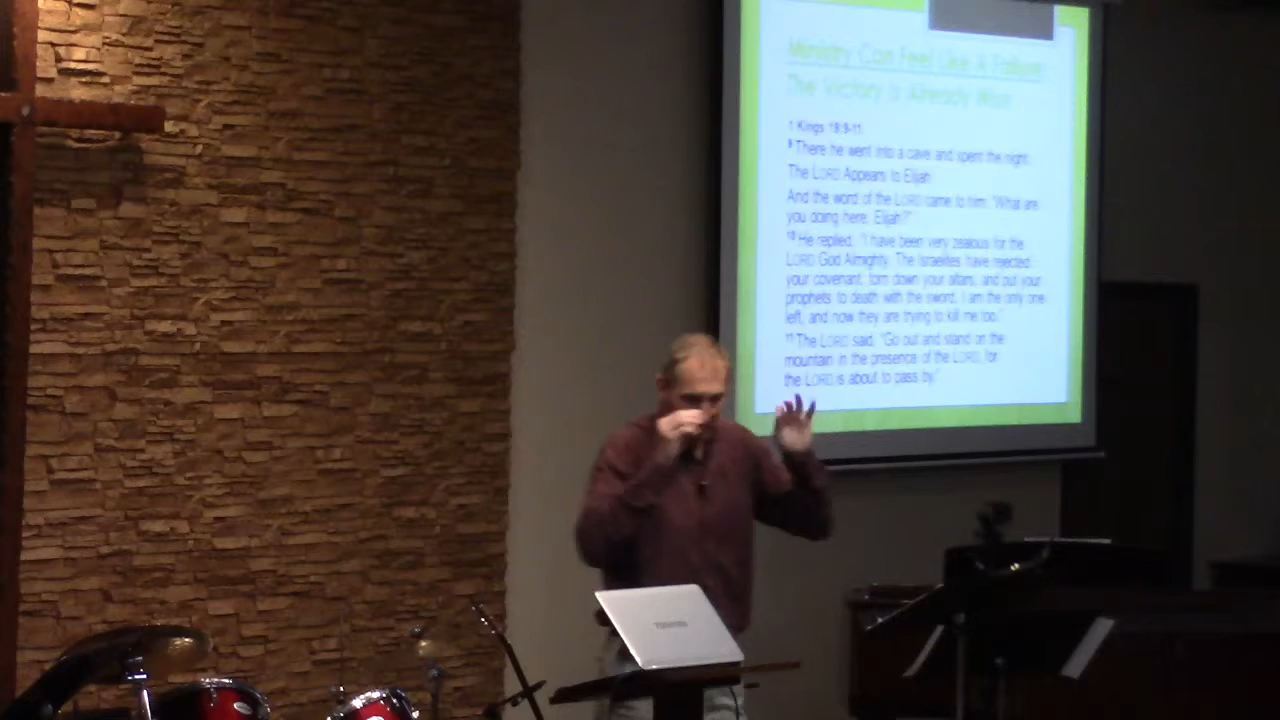 Ministry Can Feel Like A Failure
The Victory Is Already Won
1 Kings 19:9-11
9 There he went into a cave and spent the night.
The LORD Appears to Elijah
And the word of the LORD came to him: "What are
you doing here, Elijah?"
10 He replied, "I have been very zealous for the
LORD God Almighty. The Israelites have rejected
your covenant, torn down your altars, and put your
prophets to death with the sword. I am the only one
left, and now they are trying to kill me too."
11 The LORD said, "Go out and stand on the
mountain in the presence of the LORD, for
the LORD is about to pass by."
TOSHIBA